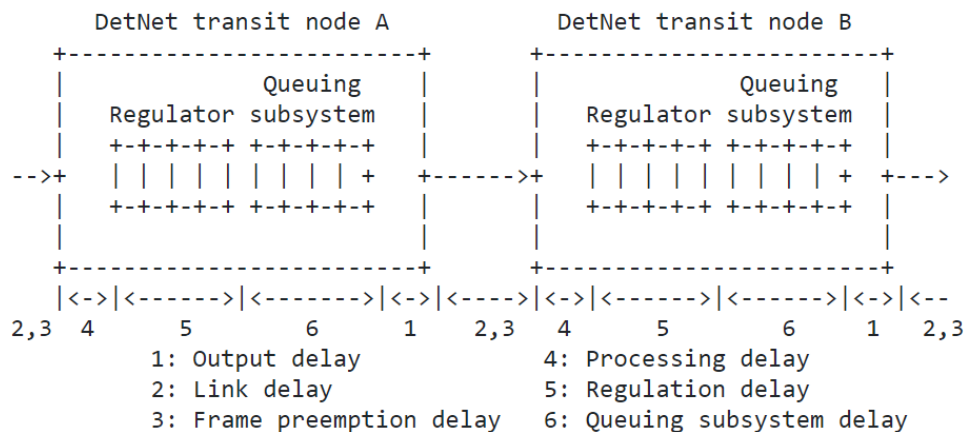 DetNet transit node A            DetNet transit node B
   +-------------------------+       +------------------------+
   |              Queuing    |       |              Queuing   |
   |   Regulator subsystem   |       |   Regulator subsystem  |
   |   +-+-+-+-+ +-+-+-+-+   |       |   +-+-+-+-+ +-+-+-+-+  |
-->+   | | | | | | | | | +   +------>+   | | | | | | | | | +  +--->
   |   +-+-+-+-+ +-+-+-+-+   |       |   +-+-+-+-+ +-+-+-+-+  |
   |                         |       |                        |
   +-------------------------+       +------------------------+
   |<->|<------>|<------->|<->|<---->|<->|<------>|<------>|<->|<--
2,3  4      5        6      1    2,3   4      5        6     1   2,3
          1: Output delay             4: Processing delay
          2: Link delay               5: Regulation delay
          3: Frame preemption delay   6: Queuing subsystem delay